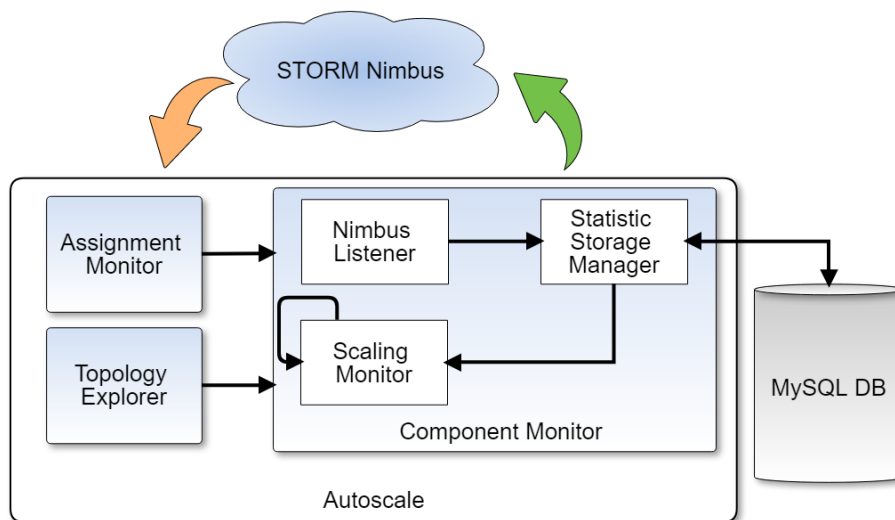 STORM Nimbus
Assignment
Monitor
Nimbus
Listener
Statistic
Storage
Manager
Topology
Explorer
Scaling
Monitor
MySQL DB
Component Monitor
Autoscale